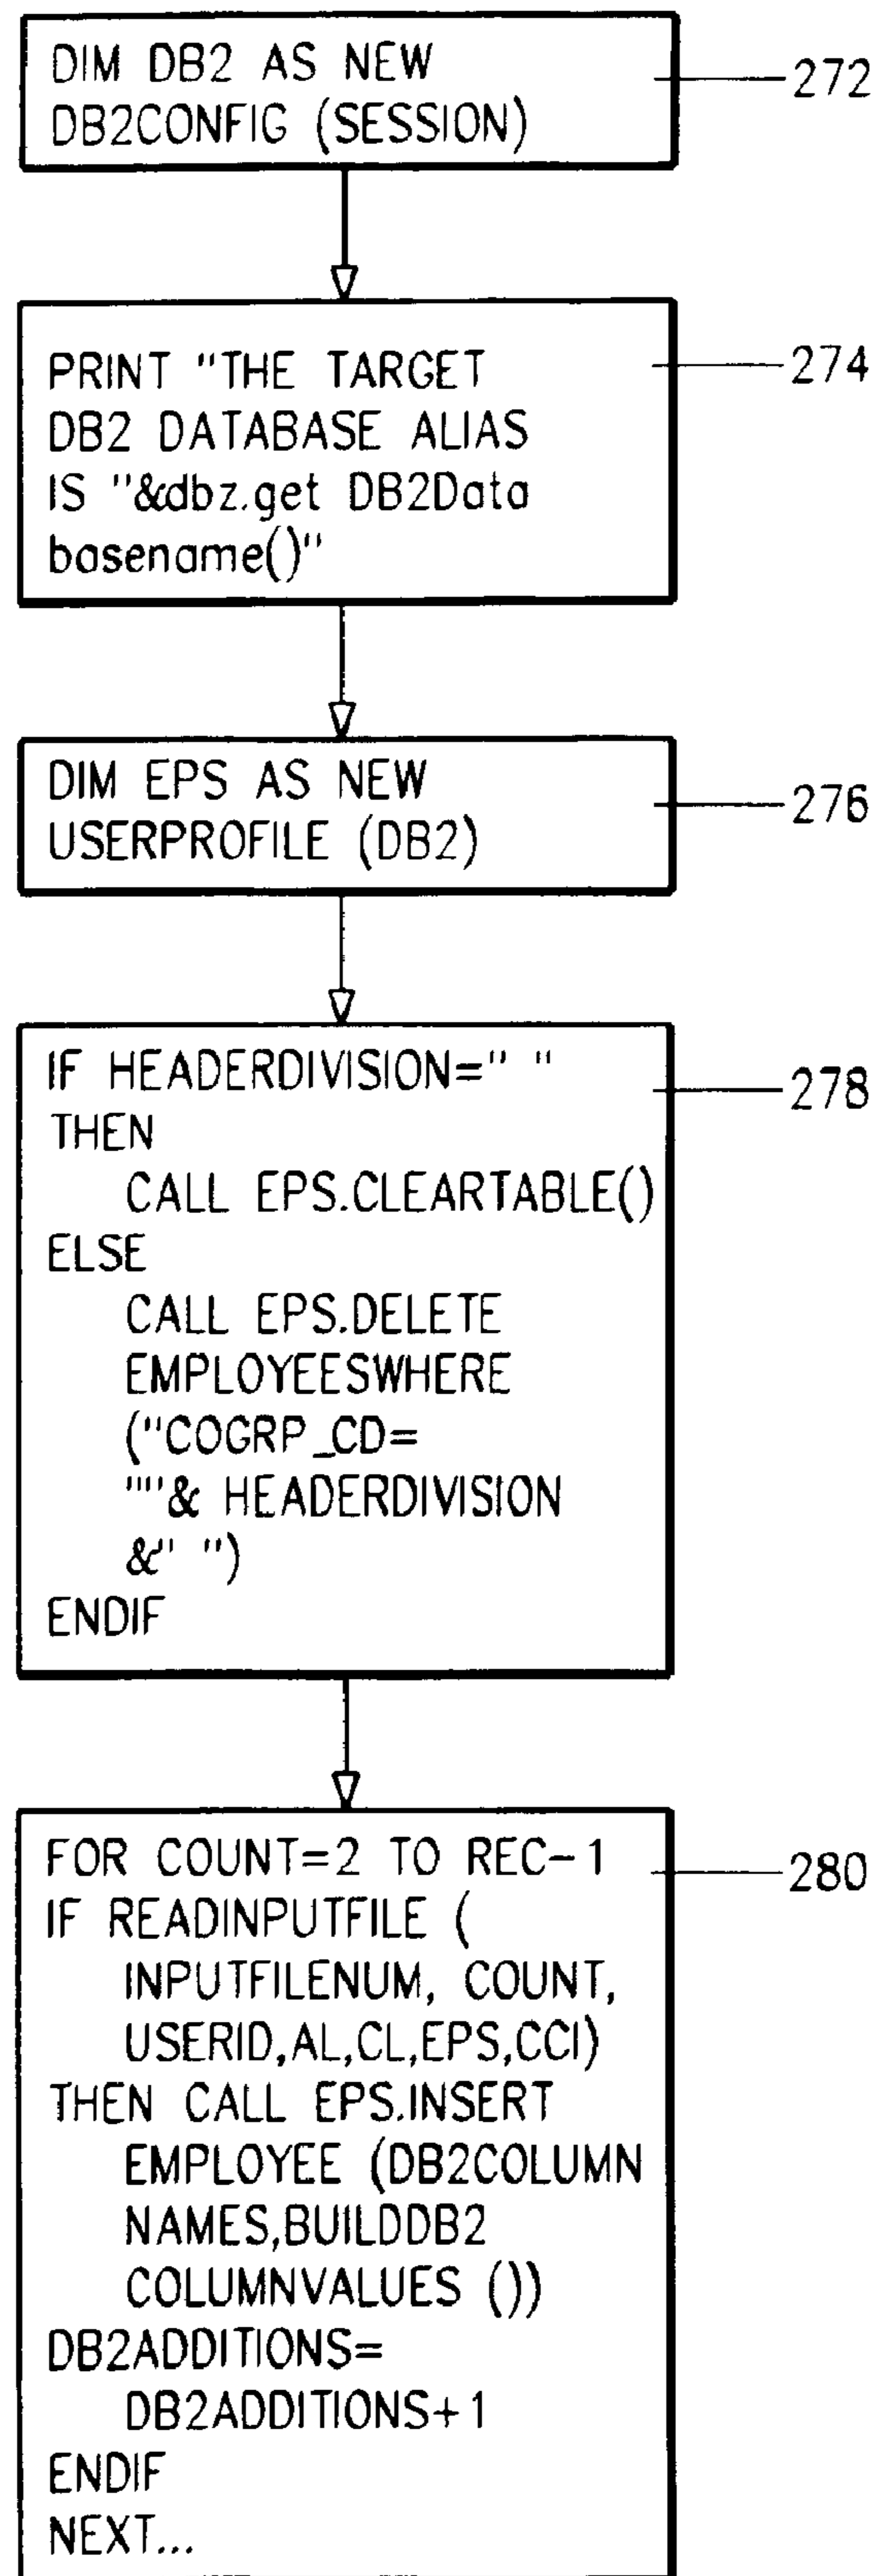 DIM DB2 AS NEW
DB2CONFIG (SESSION)
272
PRINT "THE TARGET
DB2 DATABASE ALIAS
IS "&dbz.get DB2Data
basename()"
274
DIM EPS AS NEW
USERPROFILE (DB2)
276
IF HEADERDIVISION=" "
THEN
CALL EPS.CLEARTABLE()
ELSE
CALL EPS.DELETE
EMPLOYEESWHERE
("COGRP_CD=
""& HEADERDIVISION
&" ")
ENDIF
278
FOR COUNT=2 TO REC-1
IF READINPUTFILE (
INPUTFILENUM, COUNT,
USERID,AL,CL,EPS,CCI)
THEN CALL EPS.INSERT
EMPLOYEE (DB2COLUMN
NAMES,BUILDDB2
COLUMNVALUES ())
DB2ADDITIONS=
DB2ADDITIONS+1
ENDIF
NEXT...
280